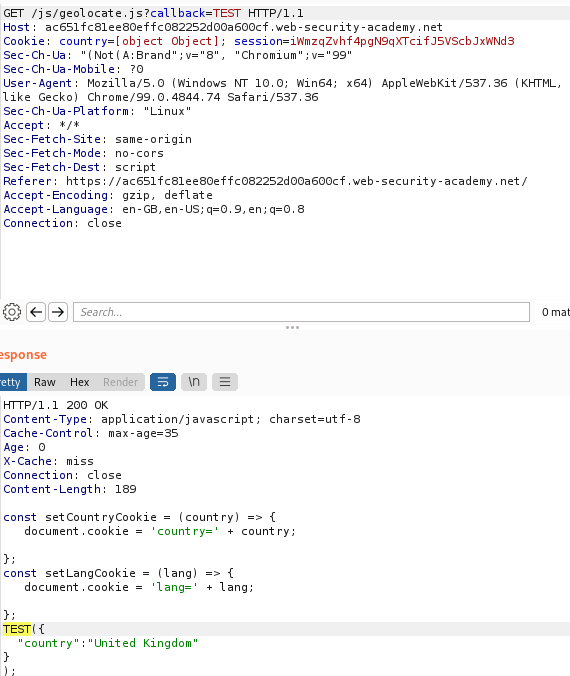 GET /js/geolocate.js?callback=TEST HTTP/1.1
Host: ac651fc81ee80effc082252d00a600cf.web-security-academy.net
Cookie: country=[object Object]; session=iWmzqZvhf4pgN9qXTcifJ5VScbJxWNd3
Sec-Ch-Ua: "(Not(A:Brand";v="8", "Chromium";v="99"
Sec-Ch-Ua-Mobile: ?0
User-Agent: Mozilla/5.0 (Windows NT 10.0; Win64; x64) AppleWebKit/537.36 (KHTML,
like Gecko) Chrome/99.0.4844.74 Safari/537.36
Sec-Ch-Ua-Platform: "Linux"
Accept: */*
Sec-Fetch-Site: same-origin
Sec-Fetch-Mode: no-cors
Sec-Fetch-Dest: script
Referer: https://ac651fc81ee80effc082252d00a600cf.web-security-academy.net/
Accept-Encoding: gzip, deflate
Accept-Language: en-GB,en-US;q=0.9,en;q=0.8
Connection: close
Search... 0 mat
esponse
retty Raw Hex Render \n
HTTP/1.1 200 OK
Content-Type: application/javascript; charset=utf-8
Cache-Control: max-age=35
Age: 0
X-Cache: miss
Connection: close
Content-Length: 189
const setCountryCookie = (country) => {
document.cookie = 'country=' + country;
};
const setLangCookie = (lang) => {
document.cookie = 'lang=' + lang;
};
TEST({
"country":"United Kingdom"
}
);